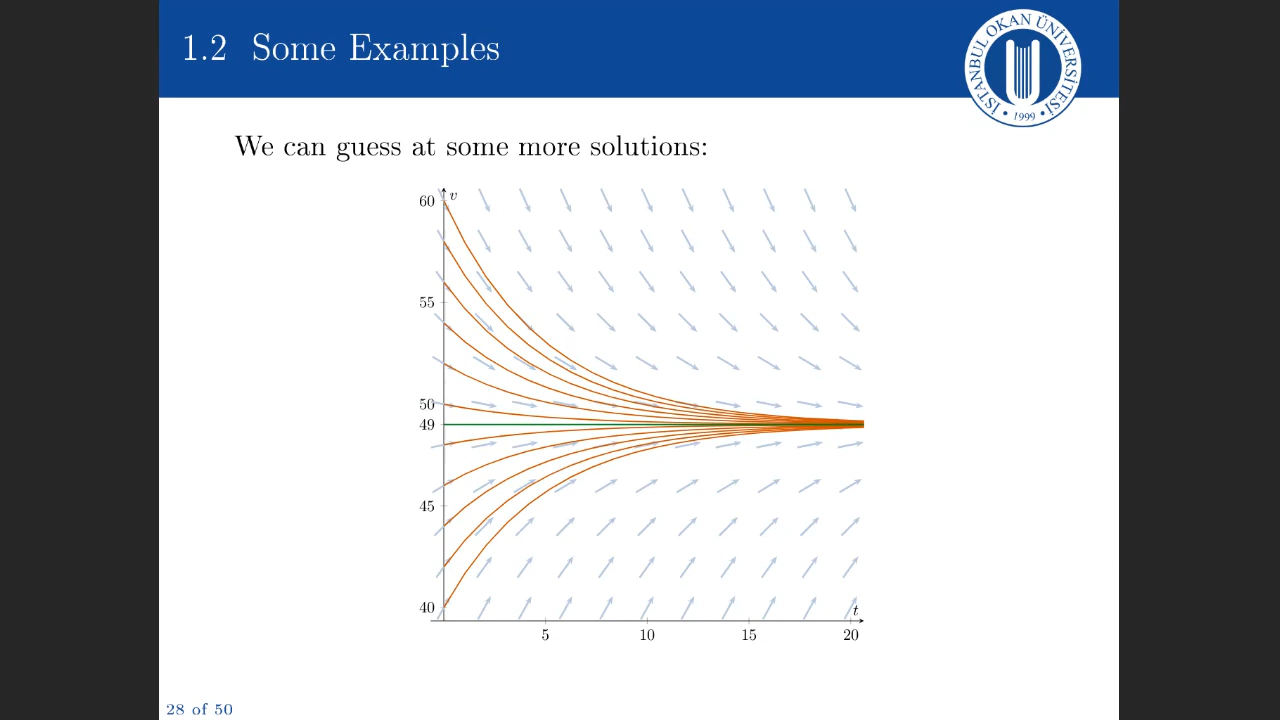 1.2 Some Examples
İSTANBUL OKAN ÜNİVERSİTESİ
• 1999 •
We can guess at some more solutions:
v
60
55
50
49
45
40
t
5 10 15 20
28 of 50